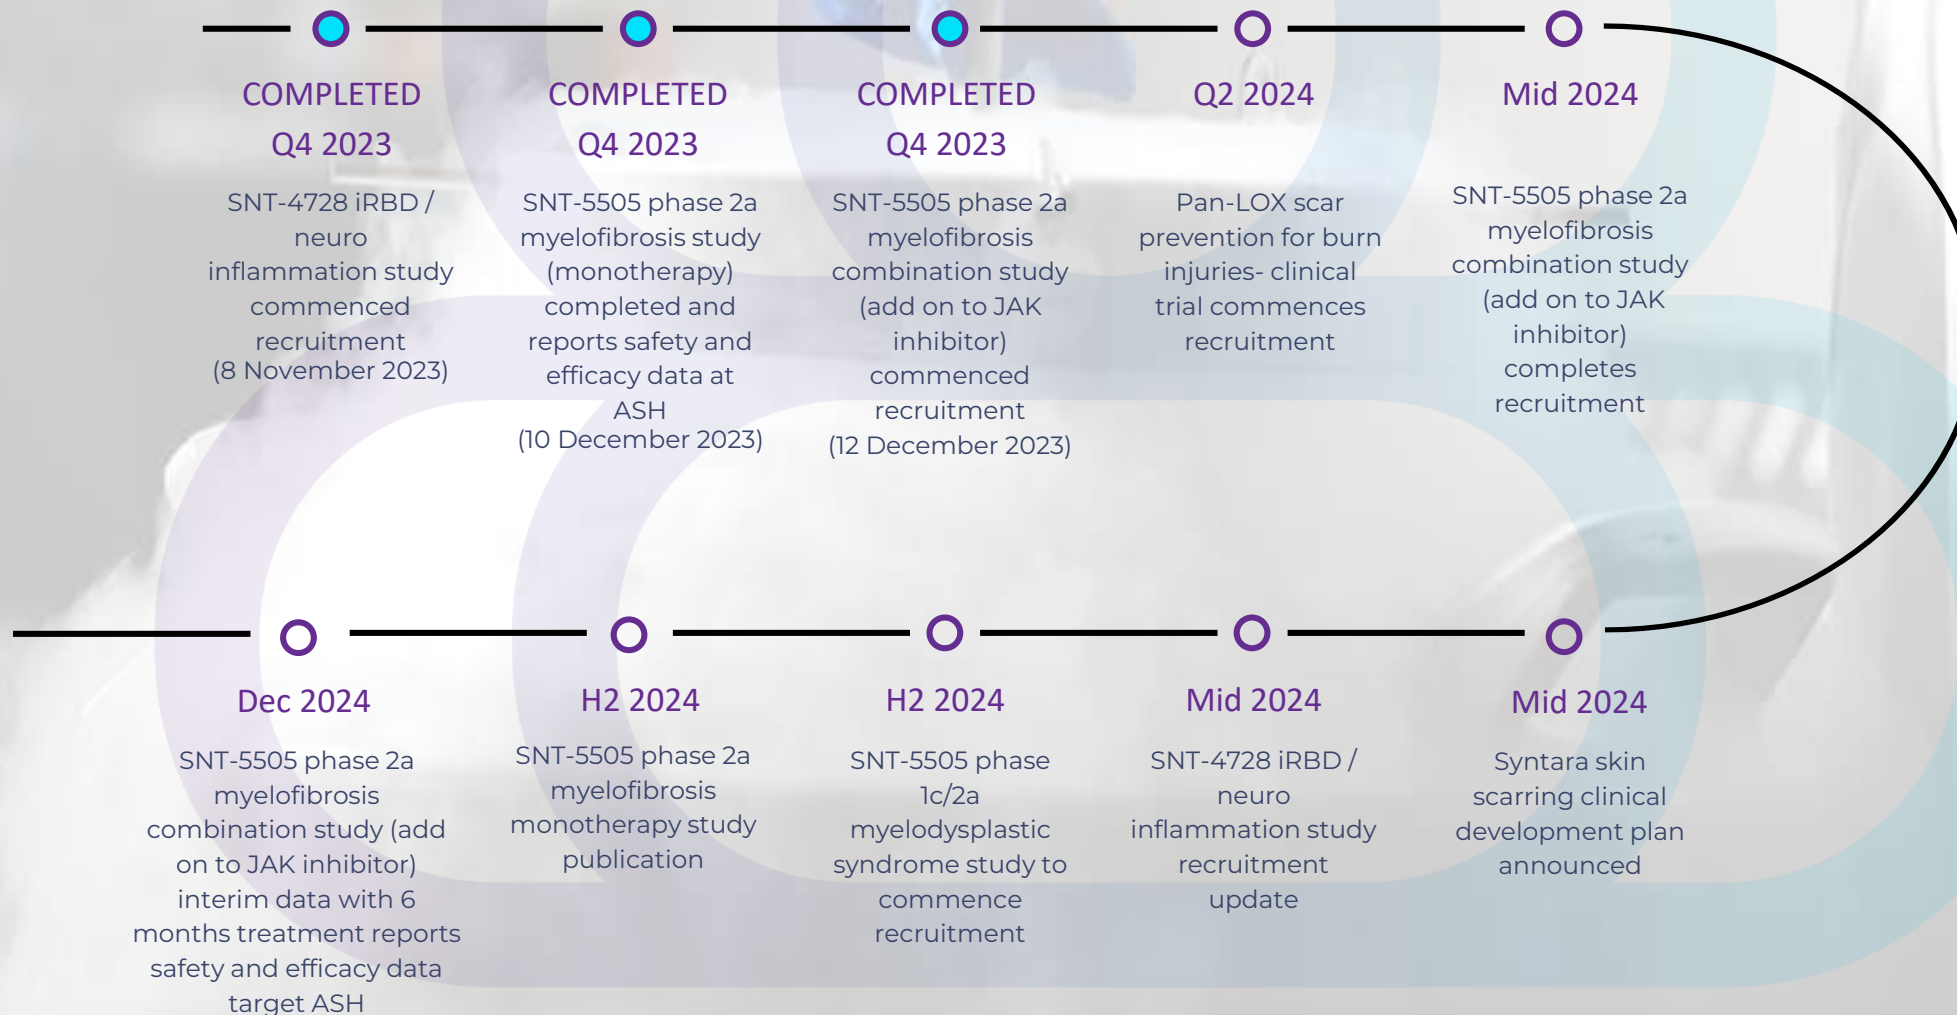 COMPLETED
Q4 2023
SNT-4728 iRBD /
neuro
inflammation study
commenced
recruitment
(8 November 2023)
COMPLETED
Q4 2023
SNT-5505 phase 2a
myelofibrosis study
(monotherapy)
completed and
reports safety and
efficacy data at
ASH
(10 December 2023)
COMPLETED
Q4 2023
SNT-5505 phase 2a
myelofibrosis
combination study
(add on to JAK
inhibitor)
commenced
recruitment
(12 December 2023)
Q2 2024
Pan-LOX scar
prevention for burn
injuries- clinical
trial commences
recruitment
Mid 2024
SNT-5505 phase 2a
myelofibrosis
combination study
(add on to JAK
inhibitor)
completes
recruitment
Dec 2024
SNT-5505 phase 2a
myelofibrosis
combination study (add
on to JAK inhibitor)
interim data with 6
months treatment reports
safety and efficacy data
target ASH
H2 2024
SNT-5505 phase 2a
myelofibrosis
monotherapy study
publication
H2 2024
SNT-5505 phase
1c/2a
myelodysplastic
syndrome study to
commence
recruitment
Mid 2024
SNT-4728 iRBD /
neuro
inflammation study
recruitment
update
Mid 2024
Syntara skin
scarring clinical
development plan
announced